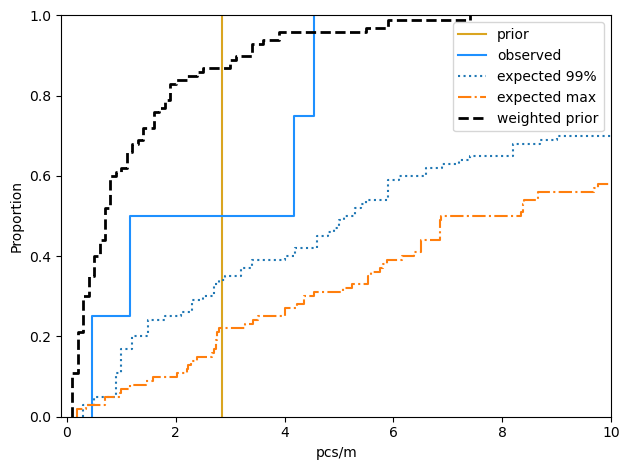 1.0
0.8
0.6
0.4
0.2
0.0
Proportion
0
2
4
6
8
10
pcs/m
prior
observed
expected 99%
expected max
weighted prior